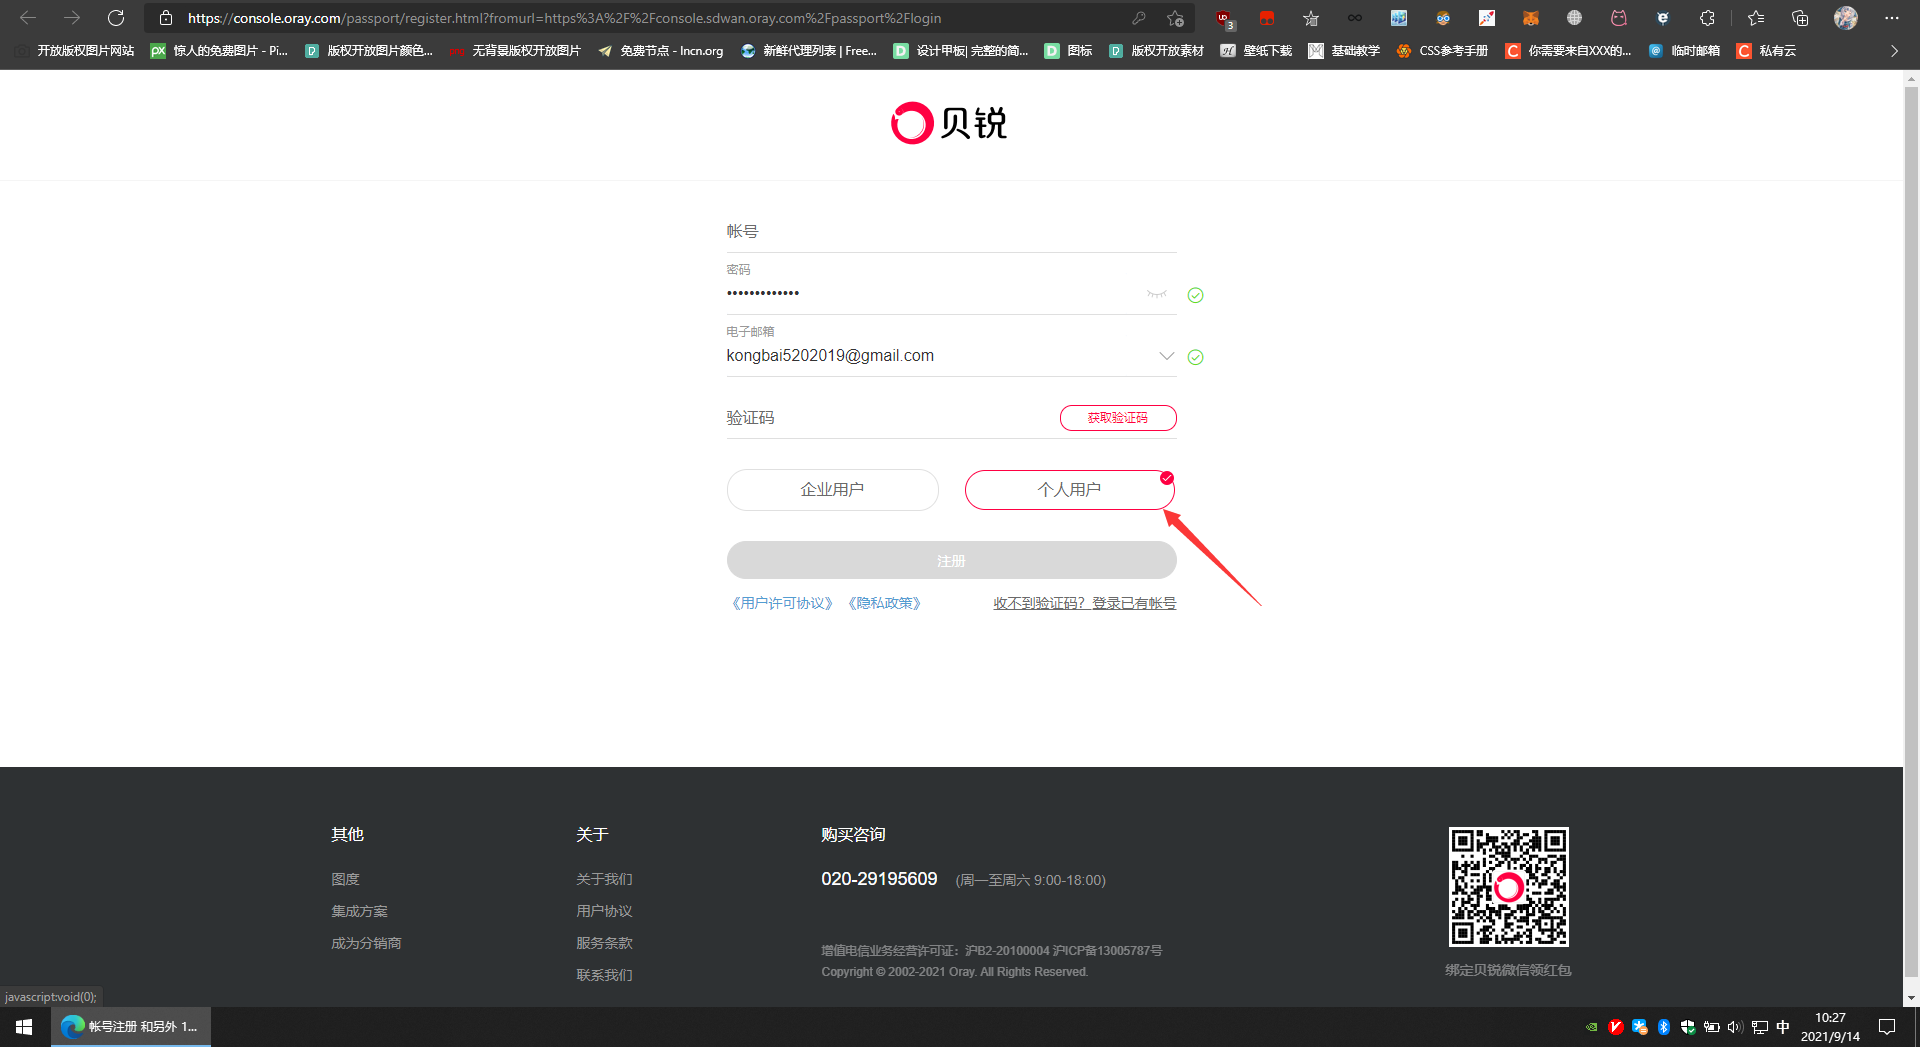 https://console.oray.com/passport/register.html?fromurl=https%3A%2F%2Fconsole.sdwan.oray.com%2Fpassport%2Flogin
3
开放版权图片网站
px
惊人的免费图片 - Pi...
版权开放图片颜色...
无背景版权开放图片
免费节点 - lncn.org
新鲜代理列表 | Free...
设计甲板| 完整的简...
图标
版权开放素材
壁纸下载
基础教学
CSS参考手册
你需要来自XXX的...
临时邮箱
私有云
贝锐
帐号
密码
•••••••••••••
电子邮箱
kongbai5202019@gmail.com
验证码
获取验证码
企业用户
个人用户
注册
《用户许可协议》 《隐私政策》
收不到验证码? 登录已有帐号
其他
关于
购买咨询
图度
关于我们
020-29195609 (周一至周六 9:00-18:00)
集成方案
用户协议
成为分销商
服务条款
增值电信业务经营许可证：沪B2-20100004 沪ICP备13005787号
联系我们
Copyright © 2002-2021 Oray. All Rights Reserved.
绑定贝锐微信领红包
javascript:void(0);
帐号注册 和另外 1...
中
10:27
2021/9/14